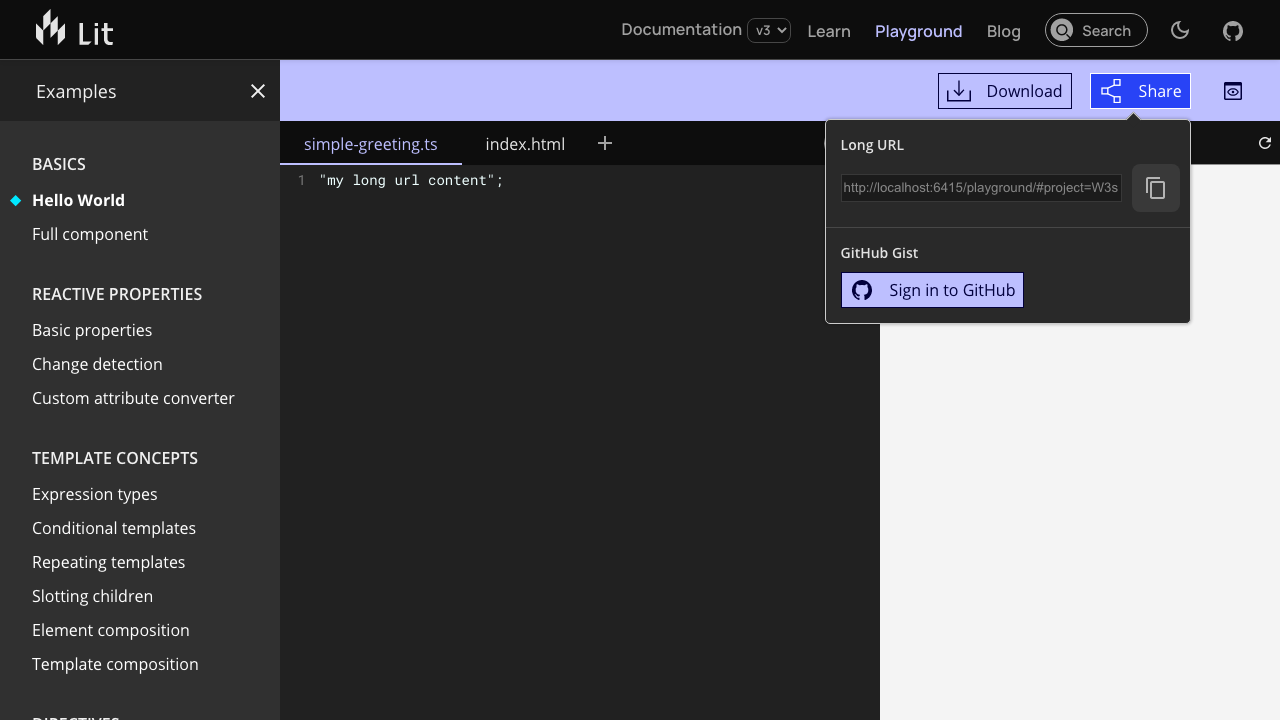 Lit
Documentation v3 Learn Playground Blog Search
Examples
Download Share
simple-greeting.ts index.html
1 "my long url content";
Long URL
http://localhost:6415/playground/#project=W3s
GitHub Gist
Sign in to GitHub
BASICS
Hello World
Full component
REACTIVE PROPERTIES
Basic properties
Change detection
Custom attribute converter
TEMPLATE CONCEPTS
Expression types
Conditional templates
Repeating templates
Slotting children
Element composition
Template composition
DIRECTIVES